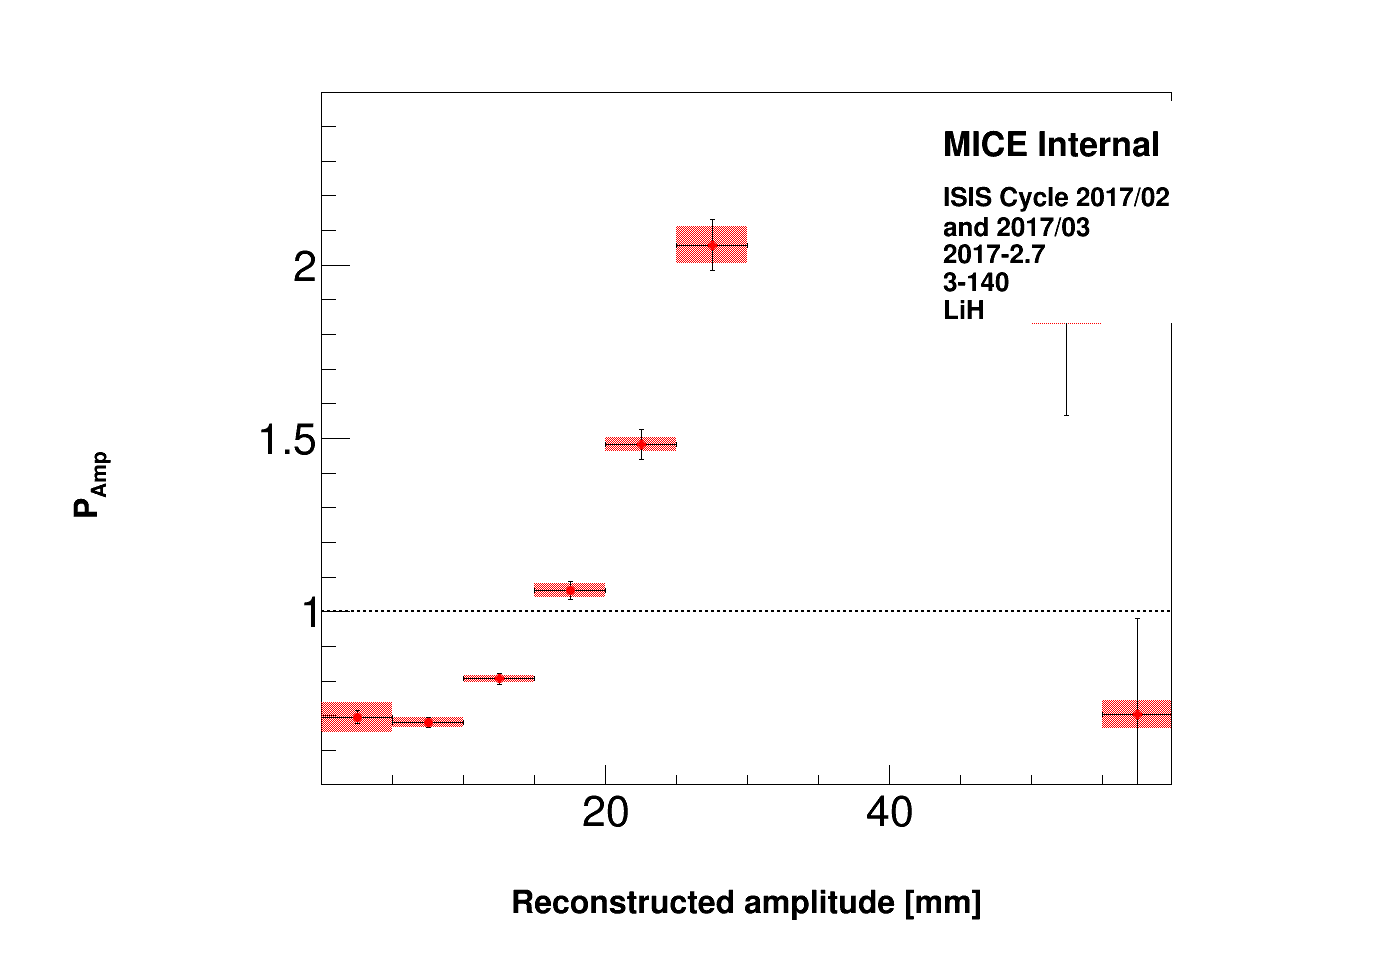 MICE Internal
ISIS Cycle 2017/02
and 2017/03
2017-2.7
3-140
LiH
2
1.5
1
P_Amp
20 40
Reconstructed amplitude [mm]